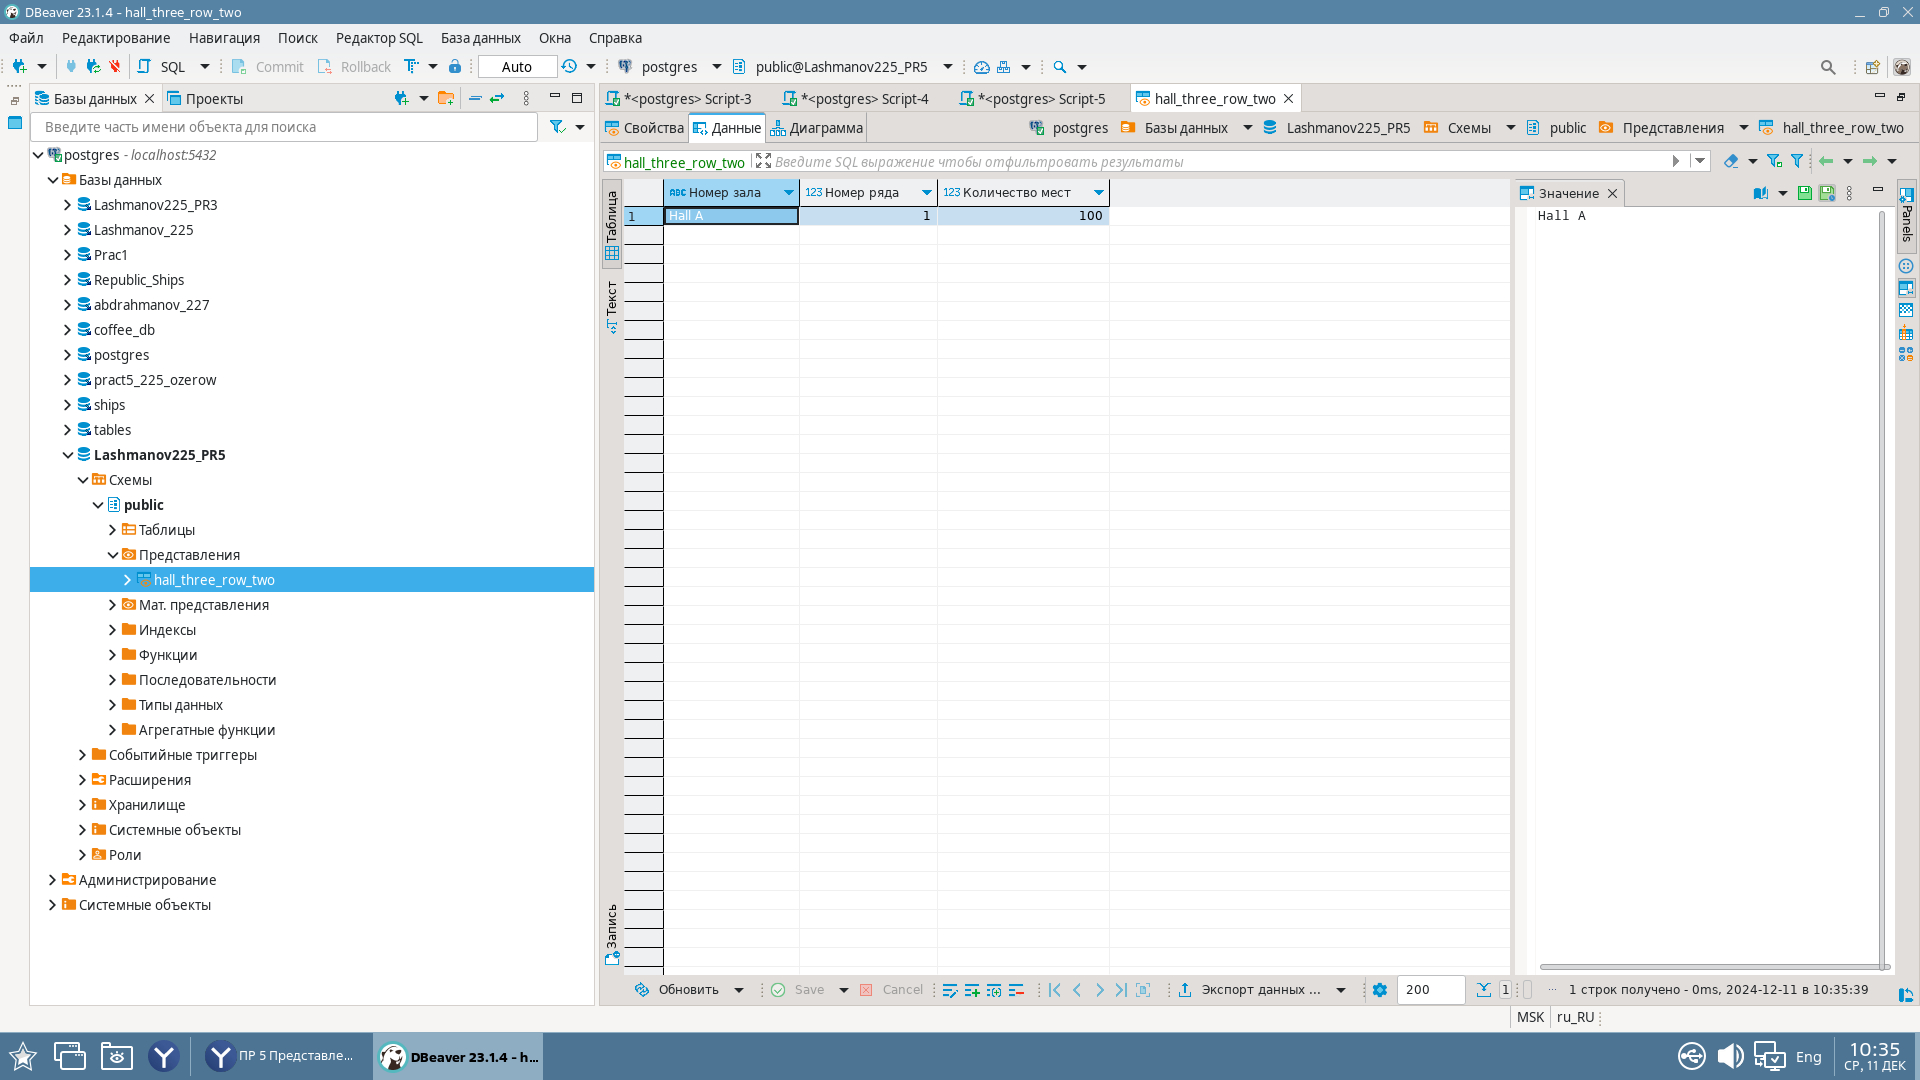 DBeaver 23.1.4 - hall_three_row_two
Файл Редактирование Навигация Поиск Редактор SQL База данных Окна Справка
SQL Commit Rollback Auto postgres public@Lashmanov225_PR5
Базы данных Проекты
Введите часть имени объекта для поиска
postgres - localhost:5432
Базы данных
Lashmanov225_PR3
Lashmanov_225
Prac1
Republic_Ships
abdrahmanov_227
coffee_db
postgres
pract5_225_ozerow
ships
tables
Lashmanov225_PR5
Схемы
public
Таблицы
Представления
hall_three_row_two
Мат. представления
Индексы
Функции
Последовательности
Типы данных
Агрегатные функции
Событийные триггеры
Расширения
Хранилище
Системные объекты
Роли
Администрирование
Системные объекты
*<postgres> Script-3 *<postgres> Script-4 *<postgres> Script-5 hall_three_row_two
Свойства Данные Диаграмма postgres Базы данных Lashmanov225_PR5 Схемы public Представления hall_three_row_two
hall_three_row_two Введите SQL выражение чтобы отфильтровать результаты
Таблица
Текст
Запись
ABC Номер зала 123 Номер ряда 123 Количество мест
1 Hall A 1 100
Значение
Hall A
Panels
Обновить Save Cancel Экспорт данных ... 200 1 ... 1 строк получено - 0ms, 2024-12-11 в 10:35:39
MSK ru_RU
ПР 5 Представле... DBeaver 23.1.4 - h... Eng 10:35
СР, 11 ДЕК